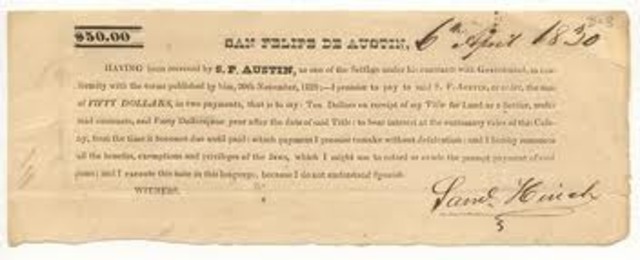 $50.00
SAN FELIPE DE AUSTIN, 6th April 1830
HAVING been received by S. F. AUSTIN, as one of the Settlers under his contract with Government, in con-
formity with the terms published by him, 20th November, 1829;—I promise to pay to said S. F. AUSTIN, or order, the sum
of FIFTY DOLLARS, in two payments, that is to say: Ten Dollars on receipt of my Title for Land as a Settler, under
said contract, and Forty Dollars one year after the date of said Title: to bear interest at the customary rates of this Colo-
ny, from the time it becomes due until paid: which payment I promise to make without defalcation; and I hereby renounce
all the benefits, exemptions and privileges of the laws, which I might use to retard or evade the prompt payment of said
sum; and I execute this note in this language, because I do not understand Spanish.
WITNESS.
Saml. Hinch